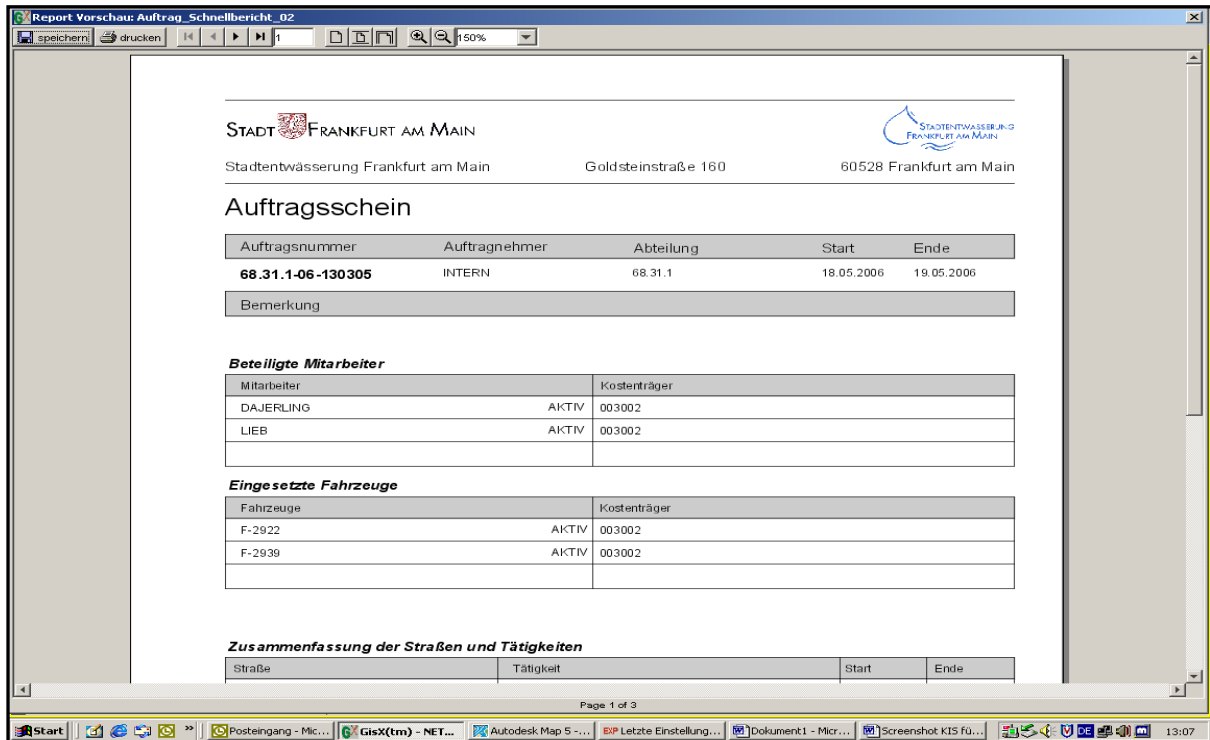 Report Vorschau: Auftrag_Schnellbericht_02
speichern drucken 1 150%
STADT FRANKFURT AM MAIN
STADTENTWÄSSERUNG
FRANKFURT AM MAIN
Stadtentwässerung Frankfurt am Main Goldsteinstraße 160 60528 Frankfurt am Main
Auftragsschein
Auftragsnummer Auftragnehmer Abteilung Start Ende
68.31.1-06-130305 INTERN 68.31.1 18.05.2006 19.05.2006
Bemerkung
Beteiligte Mitarbeiter
Mitarbeiter Kostenträger
DAJERLING AKTIV 003002
LIEB AKTIV 003002
Eingesetzte Fahrzeuge
Fahrzeuge Kostenträger
F-2922 AKTIV 003002
F-2939 AKTIV 003002
Zusammenfassung der Straßen und Tätigkeiten
Straße Tätigkeit Start Ende
Page 1 of 3
Start » Posteingang - Mic... GisX(tm) - NET... Autodesk Map 5 -... EXP Letzte Einstellung... Dokument1 - Micr... Screenshot KIS fü... DE 13:07